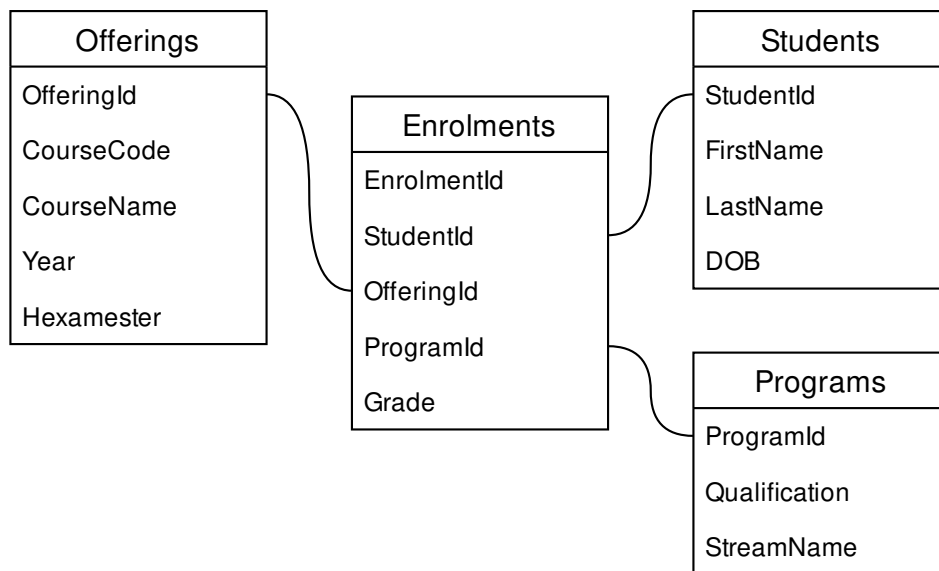 Offerings
OfferingId
CourseCode
CourseName
Year
Hexamester
Enrolments
EnrolmentId
StudentId
OfferingId
ProgramId
Grade
Students
StudentId
FirstName
LastName
DOB
Programs
ProgramId
Qualification
StreamName